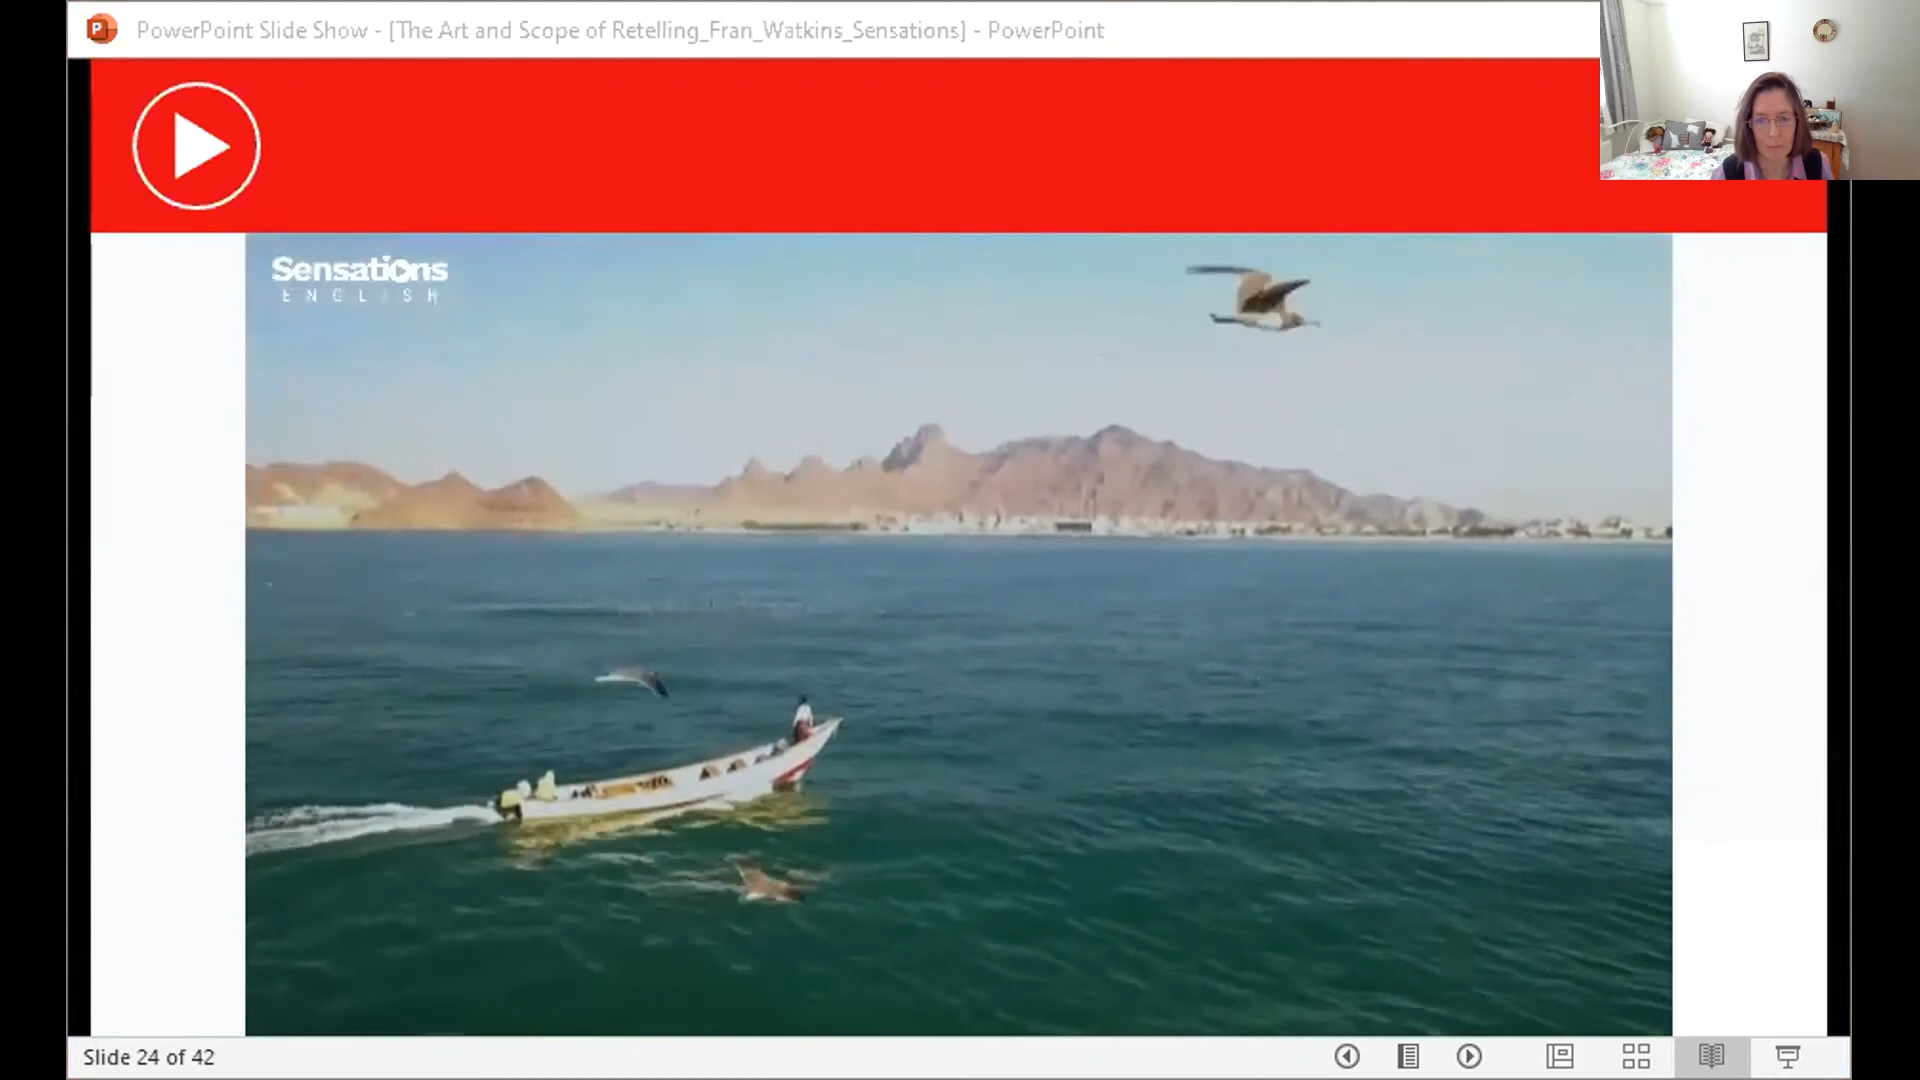 PowerPoint Slide Show - [The Art and Scope of Retelling_Fran_Watkins_Sensations] - PowerPoint
Sensations
ENGLISH
Slide 24 of 42